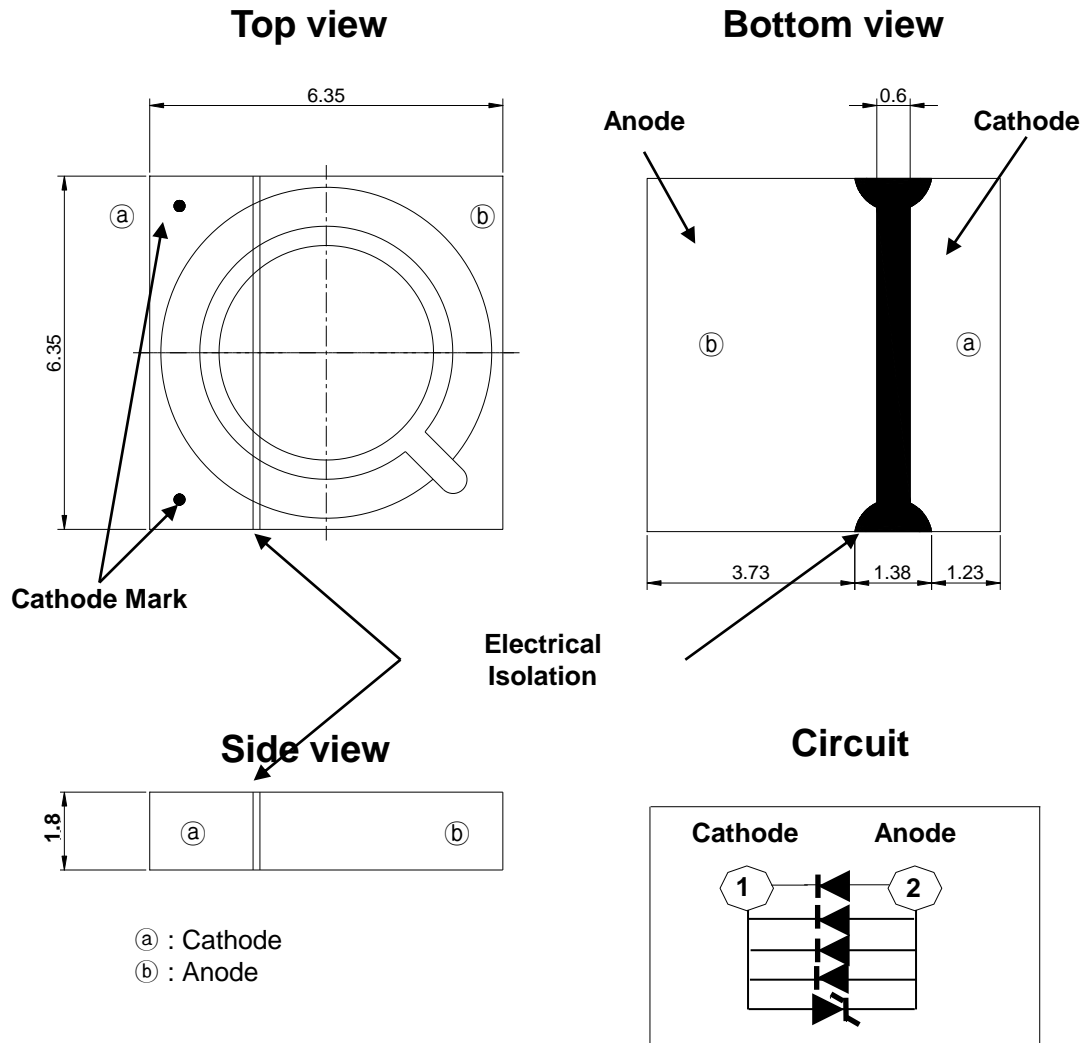 Top view
Bottom view
6.35
0.6
Anode
Cathode
ⓐ
ⓑ
6.35
ⓑ
ⓐ
3.73
1.38
1.23
Cathode Mark
Electrical
Isolation
Side view
Circuit
1.8
ⓐ
ⓑ
Cathode
Anode
1
2
ⓐ : Cathode
ⓑ : Anode